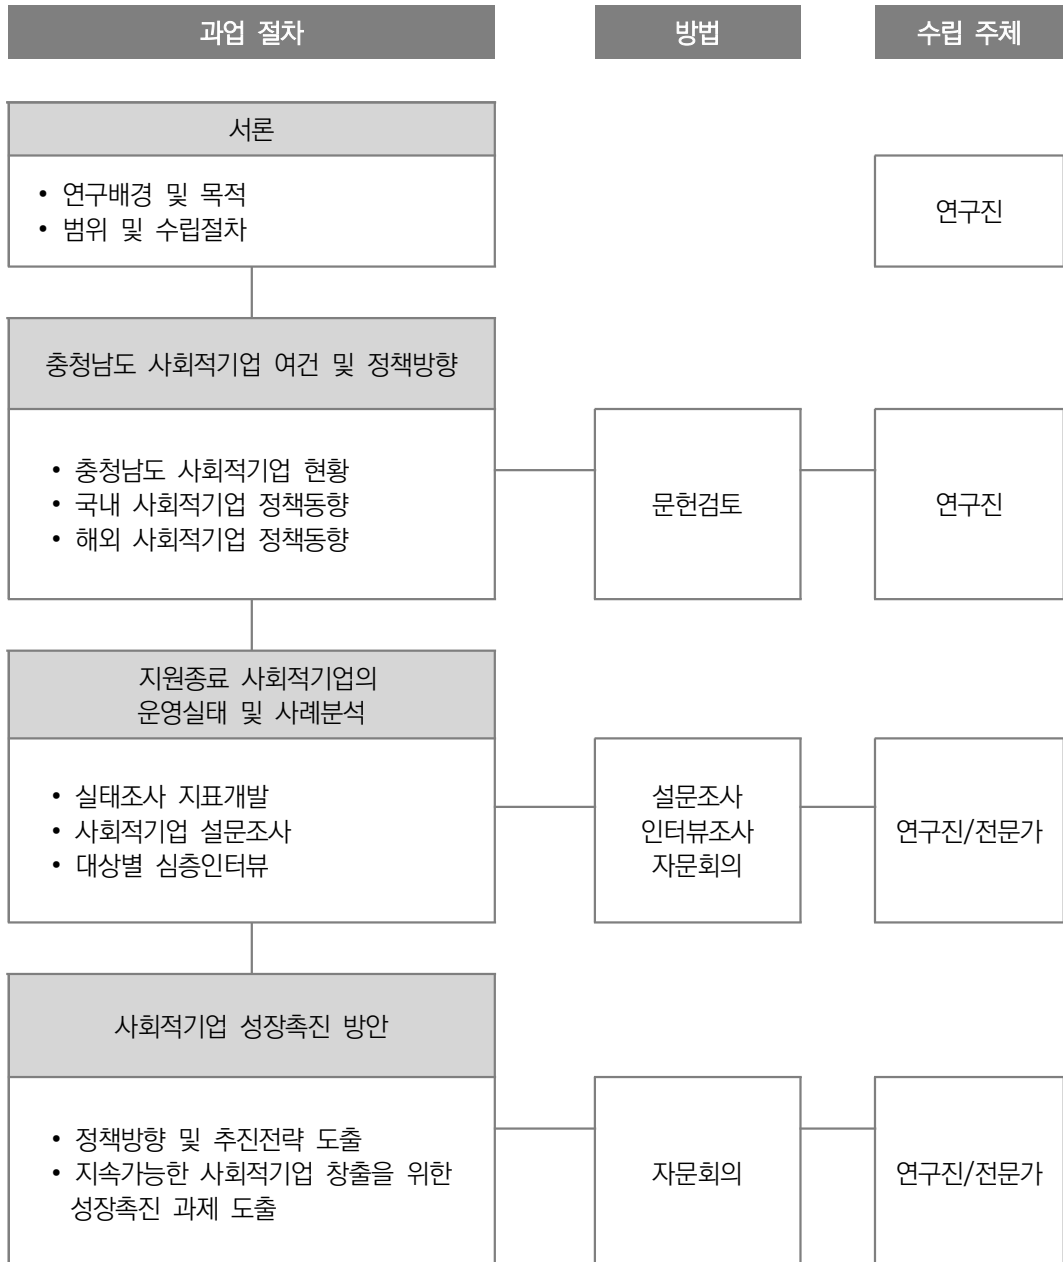 과업 절차
방법
수립 주체
서론
• 연구배경 및 목적
• 범위 및 수립절차
연구진
충청남도 사회적기업 여건 및 정책방향
• 충청남도 사회적기업 현황
• 국내 사회적기업 정책동향
• 해외 사회적기업 정책동향
문헌검토
연구진
지원종료 사회적기업의
운영실태 및 사례분석
• 실태조사 지표개발
• 사회적기업 설문조사
• 대상별 심층인터뷰
설문조사
인터뷰조사
자문회의
연구진/전문가
사회적기업 성장촉진 방안
• 정책방향 및 추진전략 도출
• 지속가능한 사회적기업 창출을 위한
성장촉진 과제 도출
자문회의
연구진/전문가